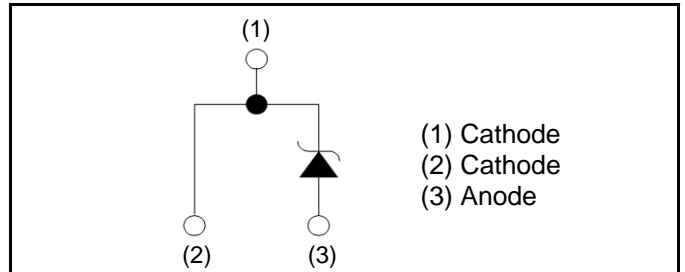 (1)
(1) Cathode
(2) Cathode
(3) Anode
(2) (3)